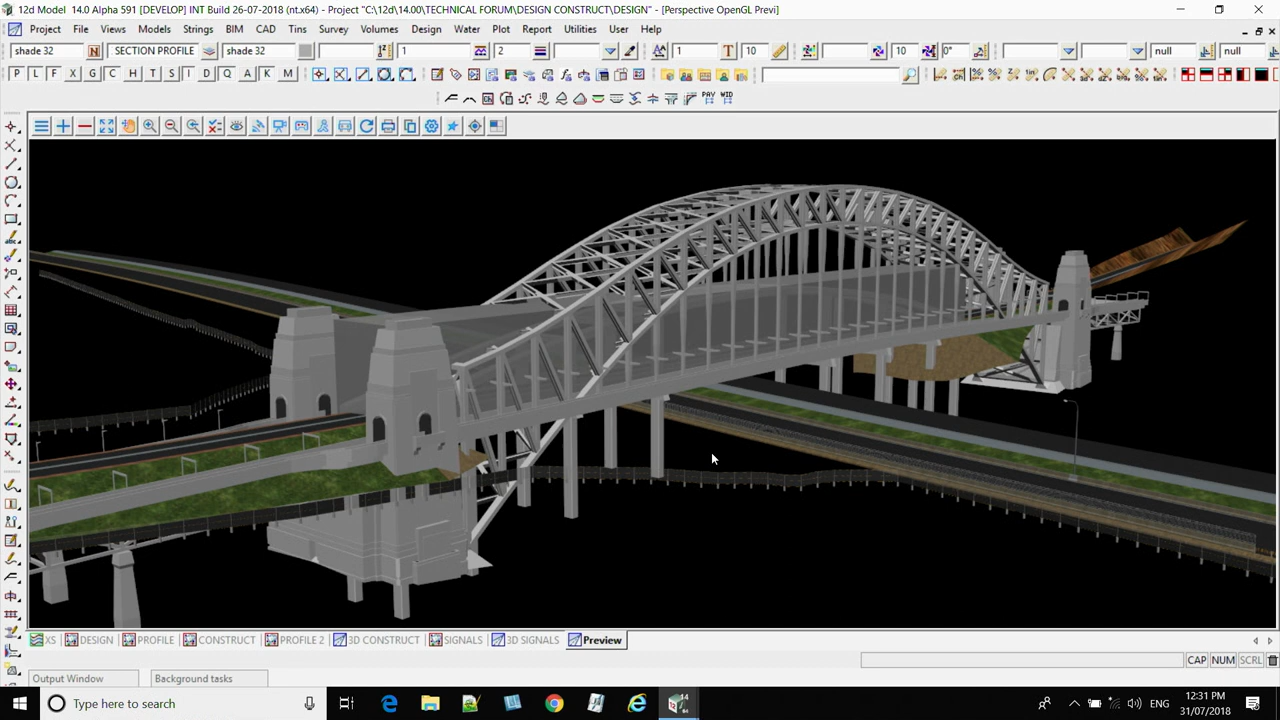 12d Model 14.0 Alpha 591 [DEVELOP] INT Build 26-07-2018 (nt.x64) - Project "C:\12d\14.00\TECHNICAL FORUM\DESIGN CONSTRUCT\DESIGN" - [Perspective OpenGL Previ]
Project File Views Models Strings BIM CAD Tins Survey Volumes Design Water Plot Report Utilities User Help
shade 32 N SECTION PROFILE shade 32 1 2 1 T 10 10 0° null null
P L F X G C H T S I D Q A K M
PAV WID
XS DESIGN PROFILE CONSTRUCT PROFILE 2 3D CONSTRUCT SIGNALS 3D SIGNALS Preview
CAP NUM SCRL
Output Window Background tasks
Type here to search ENG 12:31 PM
31/07/2018